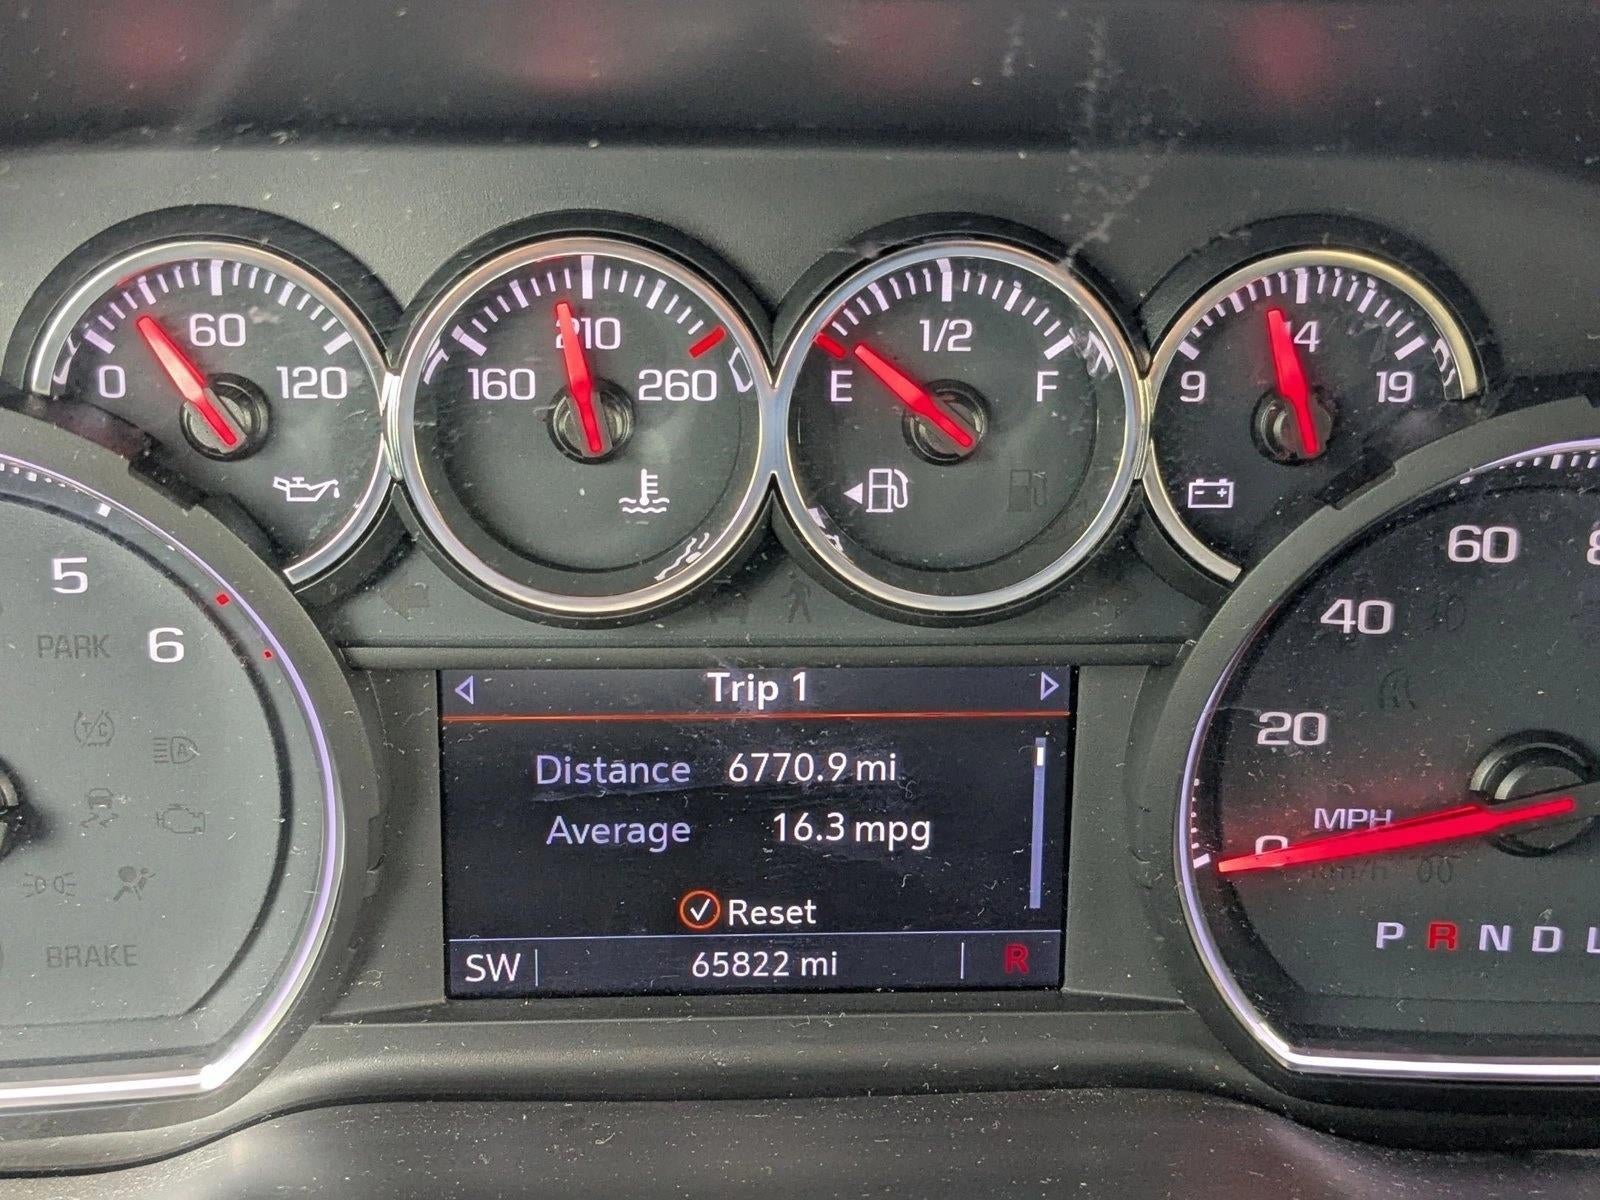 0 60 120
160 210 260
E 1/2 F
9 14 19
5
6
PARK
BRAKE
Trip 1
Distance 6770.9 mi
Average 16.3 mpg
Reset
SW 65822 mi R
60
40
20
0
MPH
P R N D L